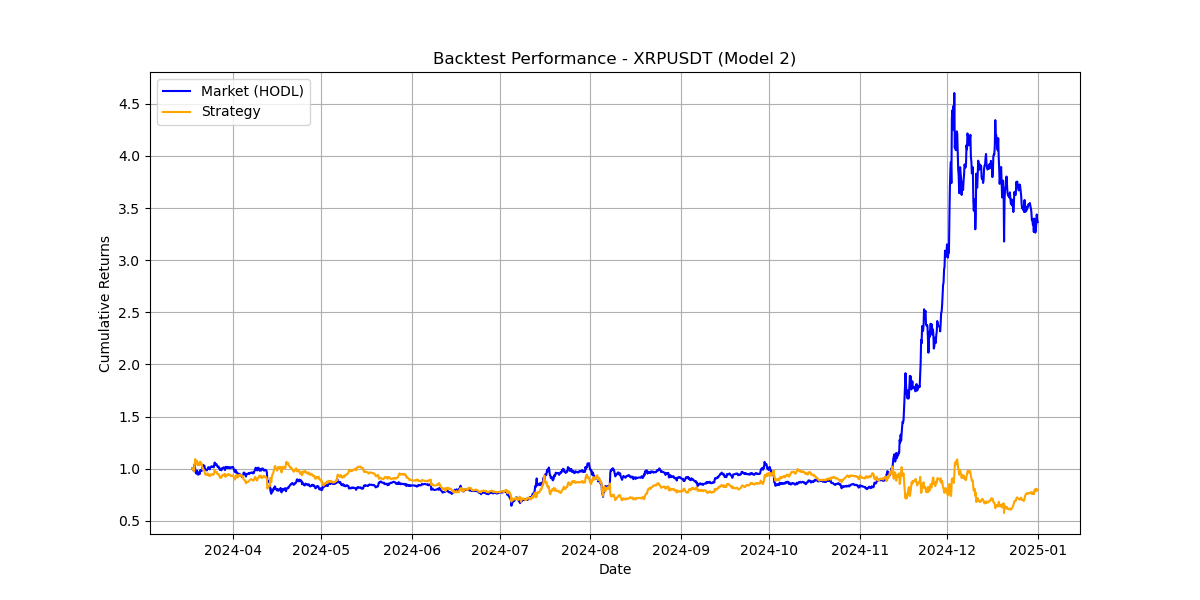 Backtest Performance - XRPUSDT (Model 2)
Market (HODL)
Strategy
Cumulative Returns
4.5
4.0
3.5
3.0
2.5
2.0
1.5
1.0
0.5
2024-04 2024-05 2024-06 2024-07 2024-08 2024-09 2024-10 2024-11 2024-12 2025-01
Date